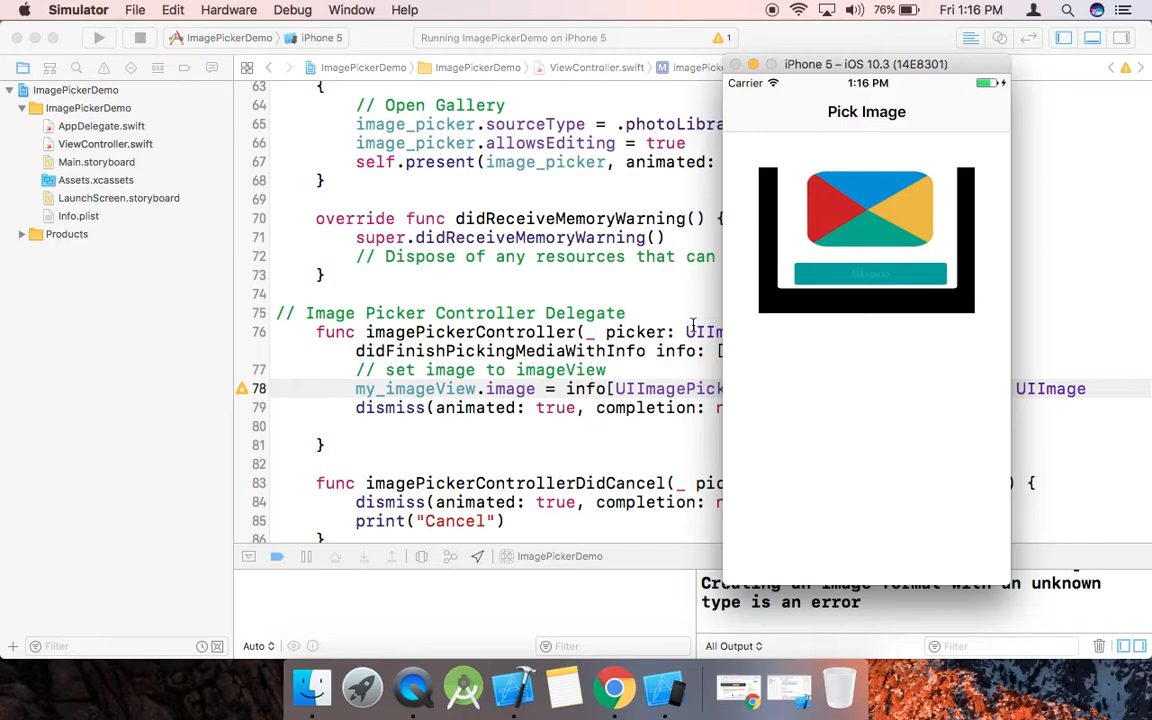 Simulator File Edit Hardware Debug Window Help 76% Fri 1:16 PM
ImagePickerDemo iPhone 5 Running ImagePickerDemo on iPhone 5 1
iPhone 5 – iOS 10.3 (14E8301)
ImagePickerDemo ImagePickerDemo ViewController.swift M imagePic
ImagePickerDemo
ImagePickerDemo
AppDelegate.swift
ViewController.swift
Main.storyboard
Assets.xcassets
LaunchScreen.storyboard
Info.plist
Products
63 {
64 // Open Gallery
65 image_picker.sourceType = .photoLibra
66 image_picker.allowsEditing = true
67 self.present(image_picker, animated:
68 }
69
70 override func didReceiveMemoryWarning() {
71 super.didReceiveMemoryWarning()
72 // Dispose of any resources that can
73 }
74
75 // Image Picker Controller Delegate
76 func imagePickerController(_ picker: UIIm
didFinishPickingMediaWithInfo info: [
77 // set image to imageView
78 my_imageView.image = info[UIImagePick UIImage
79 dismiss(animated: true, completion: n
80
81 }
82
83 func imagePickerControllerDidCancel(_ pic ) {
84 dismiss(animated: true, completion: n
85 print("Cancel")
86 }
Carrier 1:16 PM
Pick Image
Share
ImagePickerDemo
Creating an image format with an unknown
type is an error
Filter Auto Filter All Output Filter